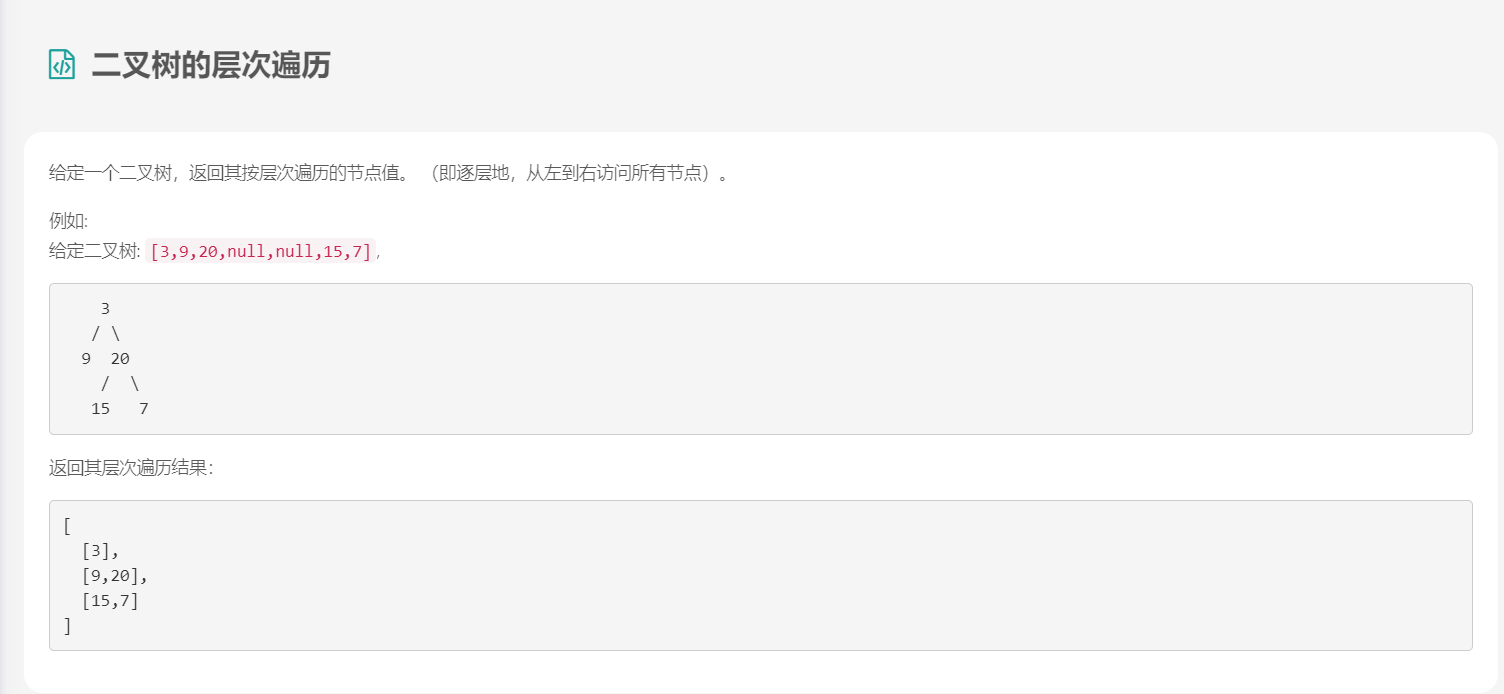 二叉树的层次遍历
给定一个二叉树，返回其按层次遍历的节点值。 （即逐层地，从左到右访问所有节点）。
例如:
给定二叉树: [3,9,20,null,null,15,7],
    3
   / \
  9  20
    /  \
   15   7
返回其层次遍历结果：
[
  [3],
  [9,20],
  [15,7]
]